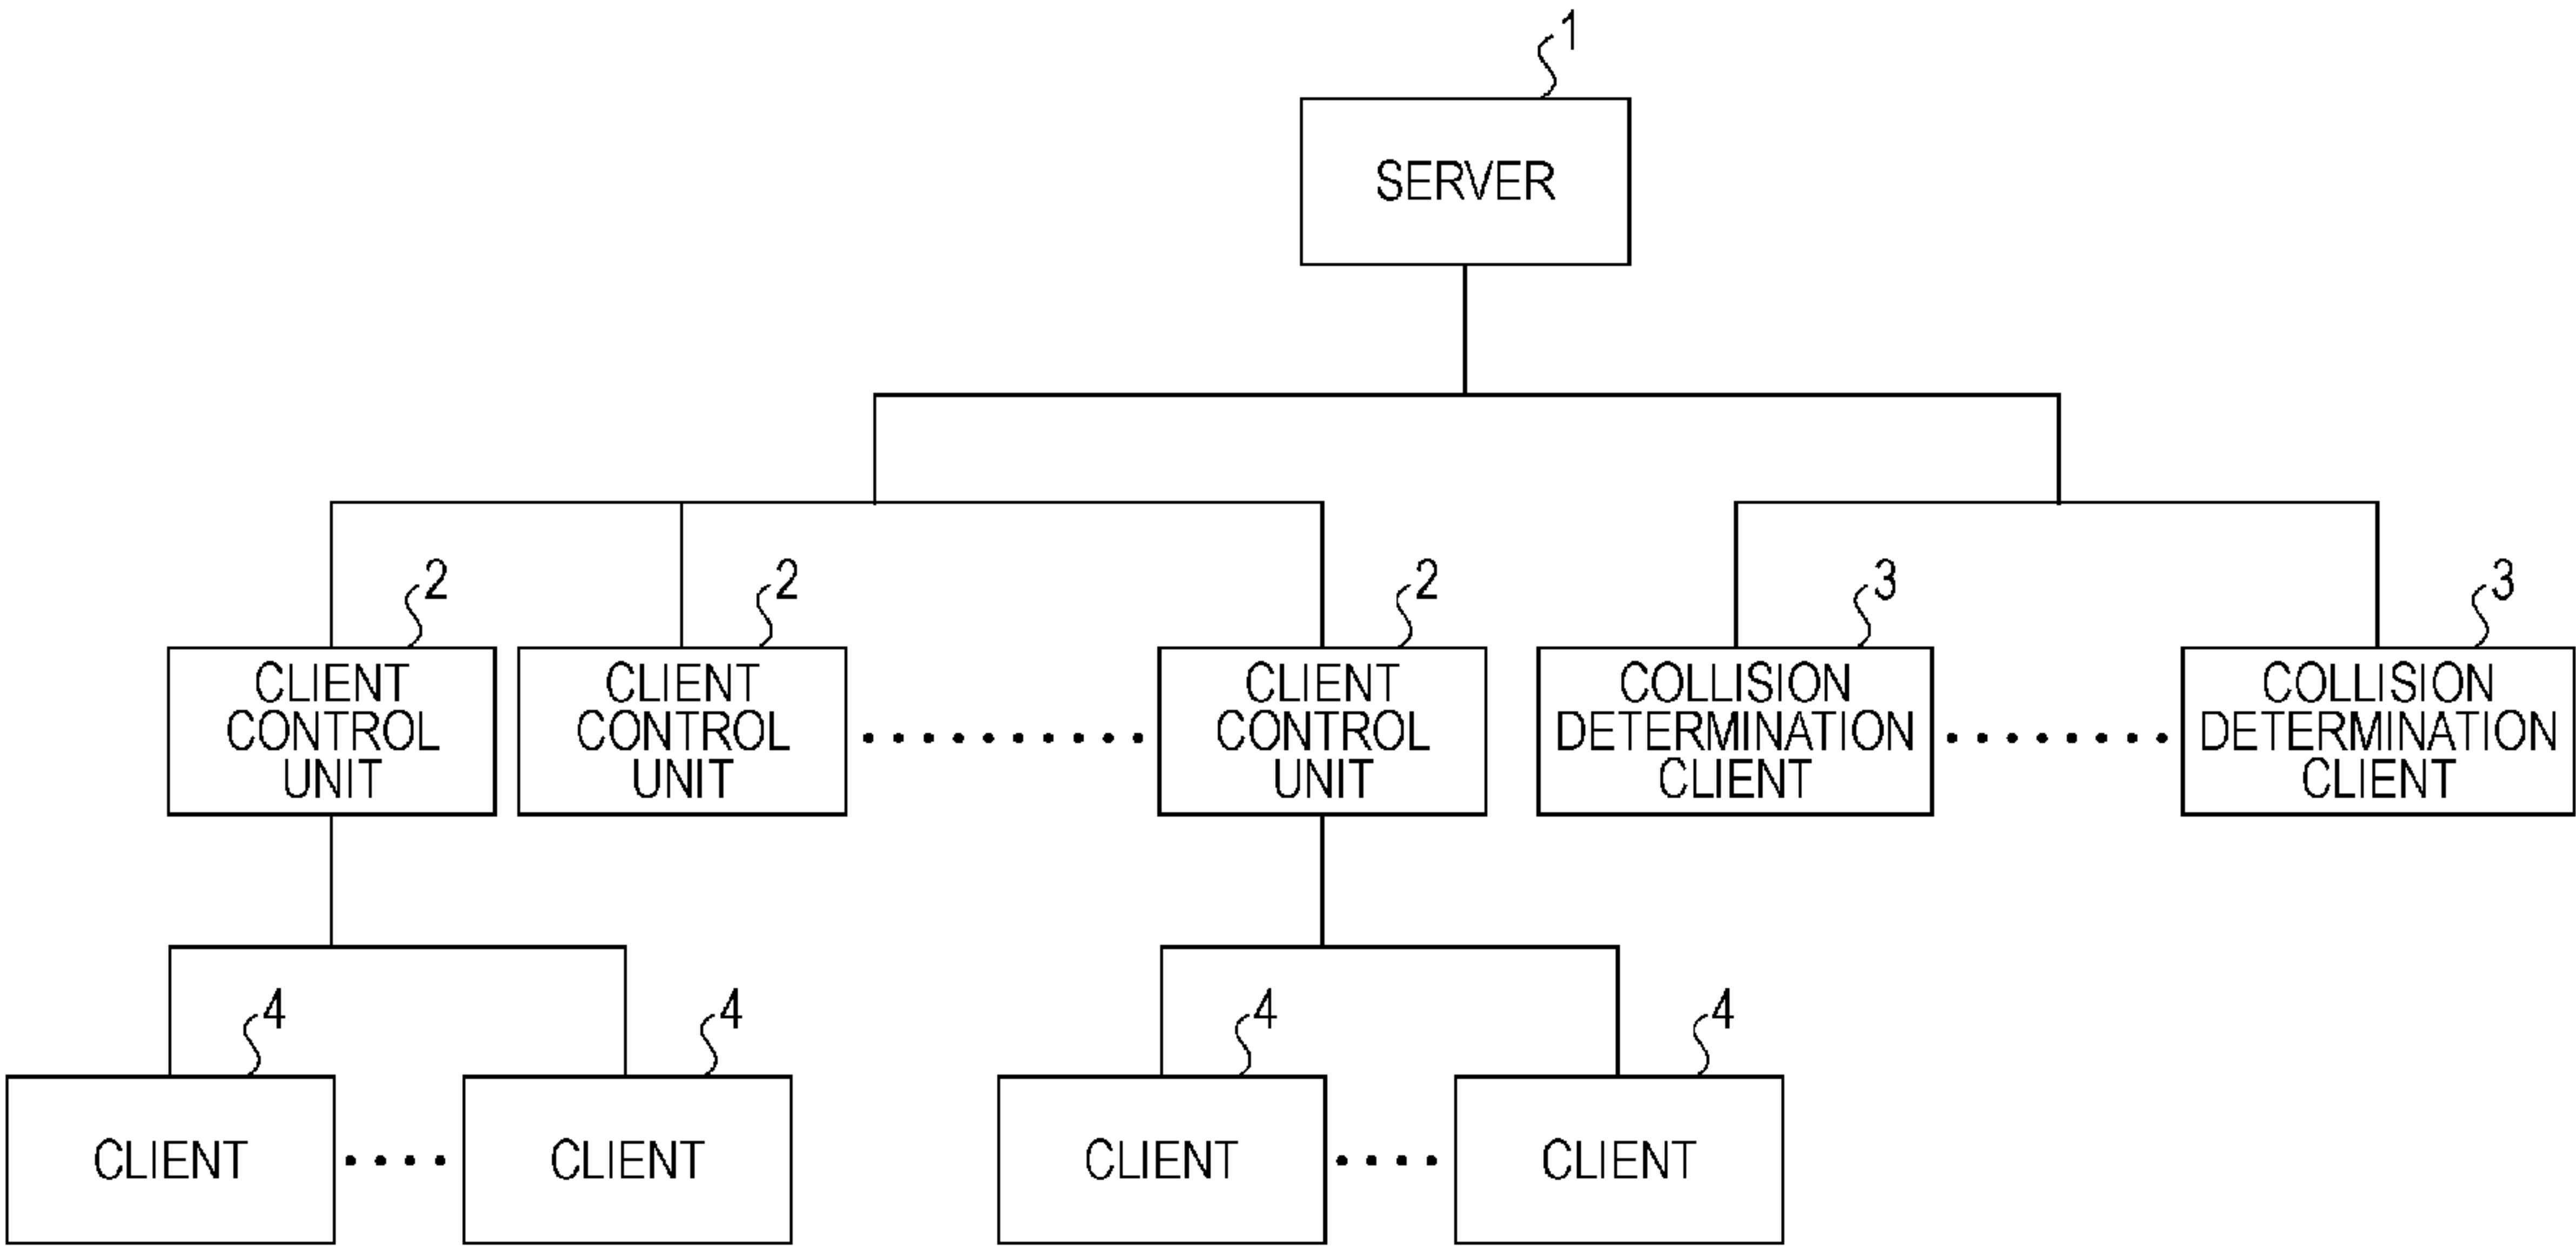 1
SERVER
2
2
2
3
3
CLIENT
CONTROL
UNIT
CLIENT
CONTROL
UNIT
CLIENT
CONTROL
UNIT
COLLISION
DETERMINATION
CLIENT
COLLISION
DETERMINATION
CLIENT
4
4
4
4
CLIENT
CLIENT
CLIENT
CLIENT